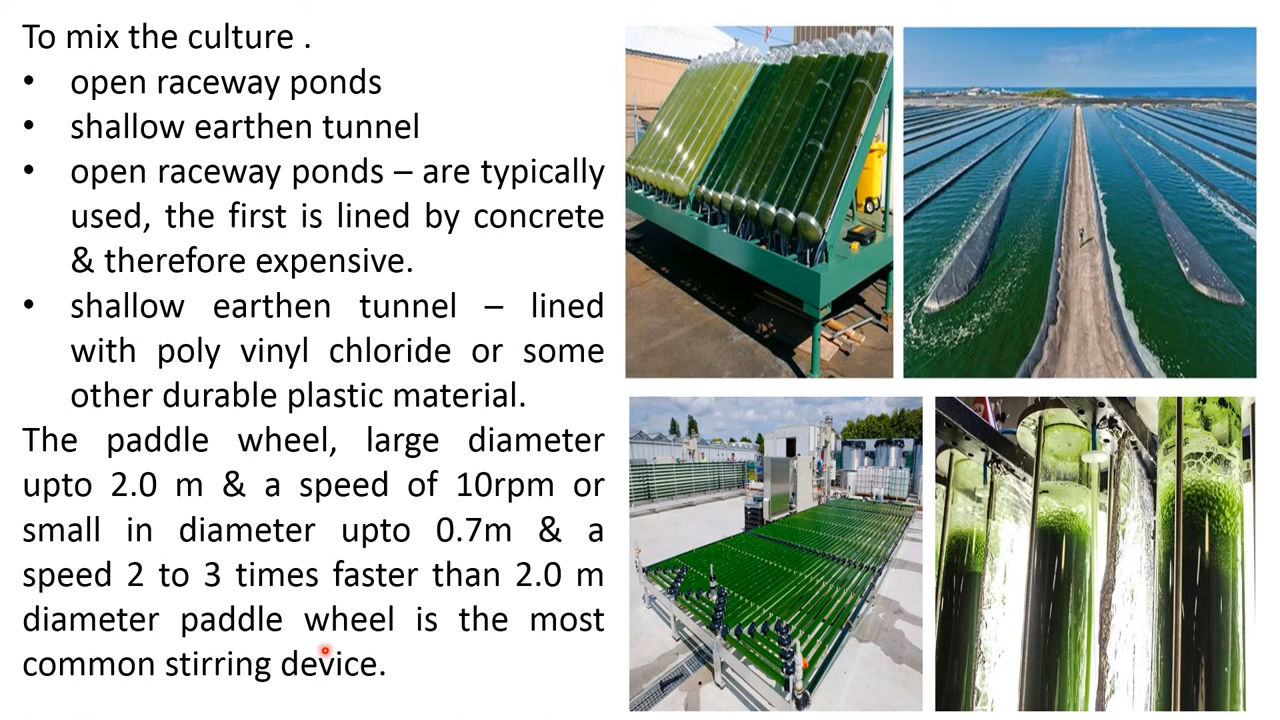 To mix the culture .
• open raceway ponds
• shallow earthen tunnel
• open raceway ponds – are typically
used, the first is lined by concrete
& therefore expensive.
• shallow earthen tunnel – lined
with poly vinyl chloride or some
other durable plastic material.
The paddle wheel, large diameter
upto 2.0 m & a speed of 10rpm or
small in diameter upto 0.7m & a
speed 2 to 3 times faster than 2.0 m
diameter paddle wheel is the most
common stirring device.